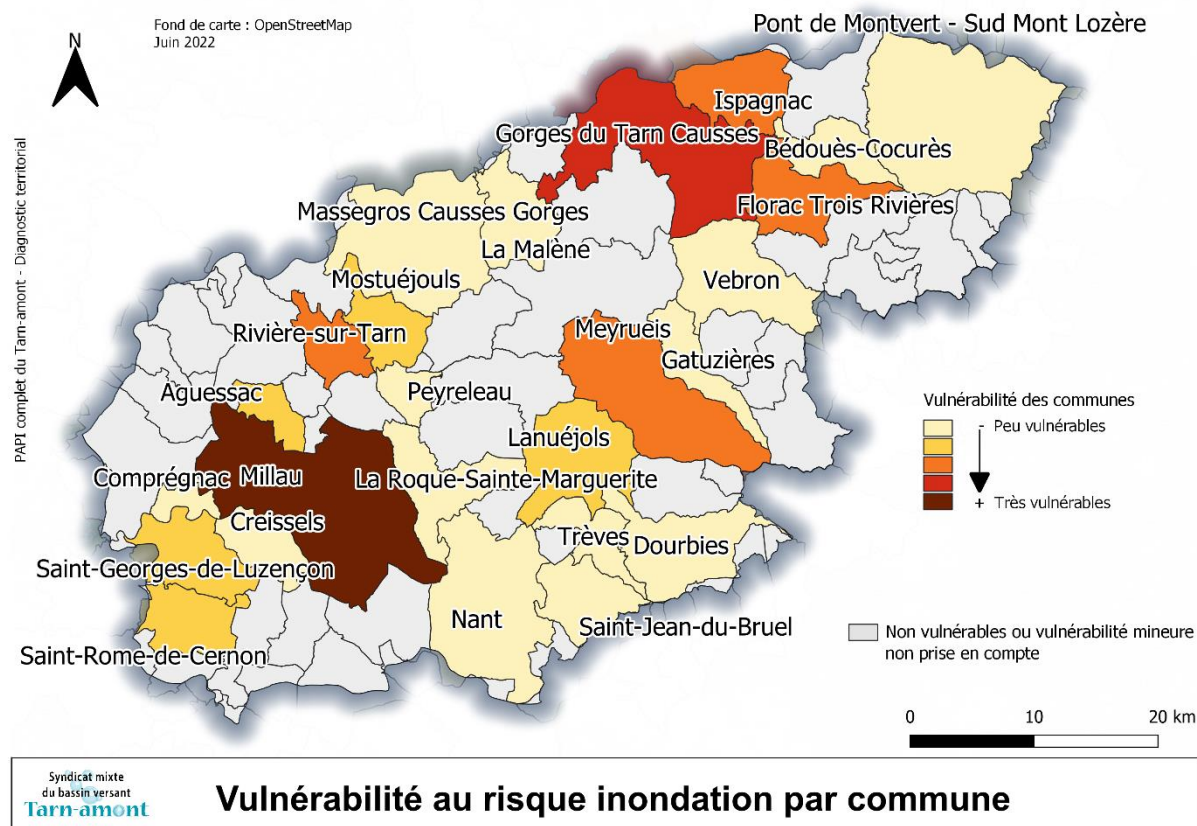 Fond de carte : OpenStreetMap
Juin 2022
N
PAPI complet du Tarn-amont - Diagnostic territorial
Pont de Montvert - Sud Mont Lozère
Ispagnac
Gorges du Tarn Causses
Bédouès-Cocurès
Massegros Causses Gorges
Florac Trois Rivières
La Malène
Mostuéjouls
Vebron
Rivière-sur-Tarn
Meyrueis
Gatuzières
Aguessac
Peyreleau
Lanuéjols
Comprégnac
Millau
La Roque-Sainte-Marguerite
Creissels
Trèves
Dourbies
Saint-Georges-de-Luzençon
Nant
Saint-Jean-du-Bruel
Saint-Rome-de-Cernon
Vulnérabilité des communes
- Peu vulnérables
+ Très vulnérables
Non vulnérables ou vulnérabilité mineure
non prise en compte
0 10 20 km
Syndicat mixte
du bassin versant
Tarn-amont
Vulnérabilité au risque inondation par commune